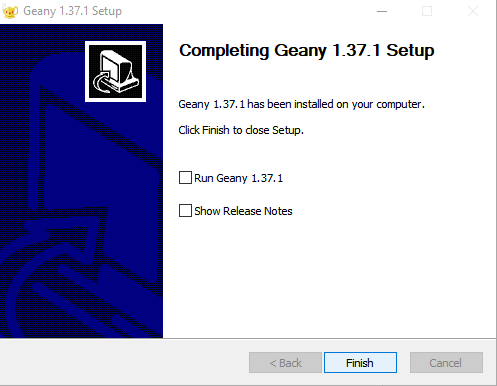 Geany 1.37.1 Setup
Completing Geany 1.37.1 Setup
Geany 1.37.1 has been installed on your computer.
Click Finish to close Setup.
Run Geany 1.37.1
Show Release Notes
< Back
Finish
Cancel